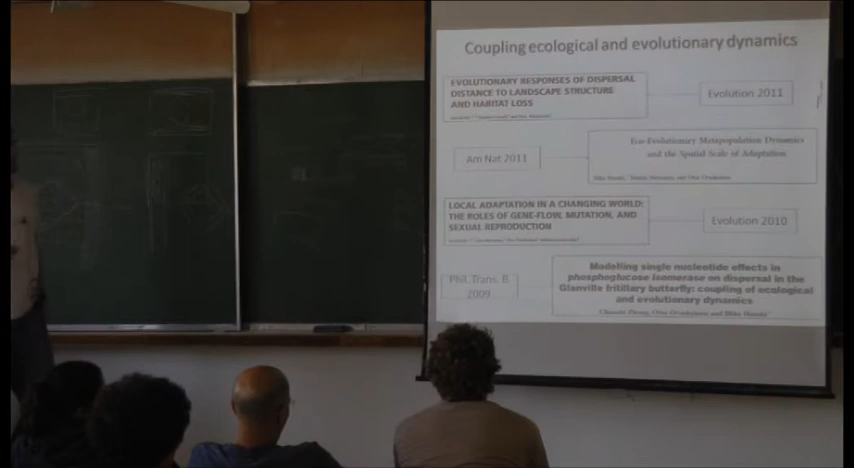 Coupling ecological and evolutionary dynamics
EVOLUTIONARY RESPONSES OF DISPERSAL
DISTANCE TO LANDSCAPE STRUCTURE
AND HABITAT LOSS
Evolution 2011
Am Nat 2011
Eco-Evolutionary Metapopulation Dynamics
and the Spatial Scale of Adaptation
LOCAL ADAPTATION IN A CHANGING WORLD:
THE ROLES OF GENE-FLOW, MUTATION, AND
SEXUAL REPRODUCTION
Evolution 2010
Phil. Trans. B
2009
Modelling single nucleotide effects in
phosphoglucose isomerase on dispersal in the
Glanville fritillary butterfly: coupling of ecological
and evolutionary dynamics